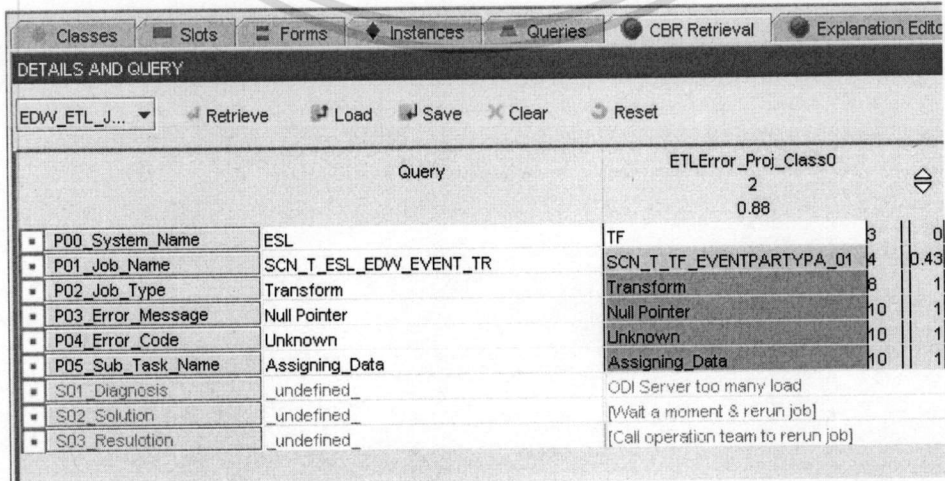 Classes Slots Forms Instances Queries CBR Retrieval Explanation Edito
DETAILS AND QUERY
EDW_ETL_J... Retrieve Load Save Clear Reset
Query ETLError_Proj_Class0
2
0.88
P00_System_Name ESL TF 3 0
P01_Job_Name SCN_T_ESL_EDW_EVENT_TR SCN_T_TF_EVENTPARTYPA_01 4 0.43
P02_Job_Type Transform Transform 8 1
P03_Error_Message Null Pointer Null Pointer 10 1
P04_Error_Code Unknown Unknown 10 1
P05_Sub_Task_Name Assigning_Data Assigning_Data 10 1
S01_Diagnosis _undefined_ ODI Server too many load
S02_Solution _undefined_ [Wait a moment & rerun job]
S03_Resulotion _undefined_ [Call operation team to rerun job]